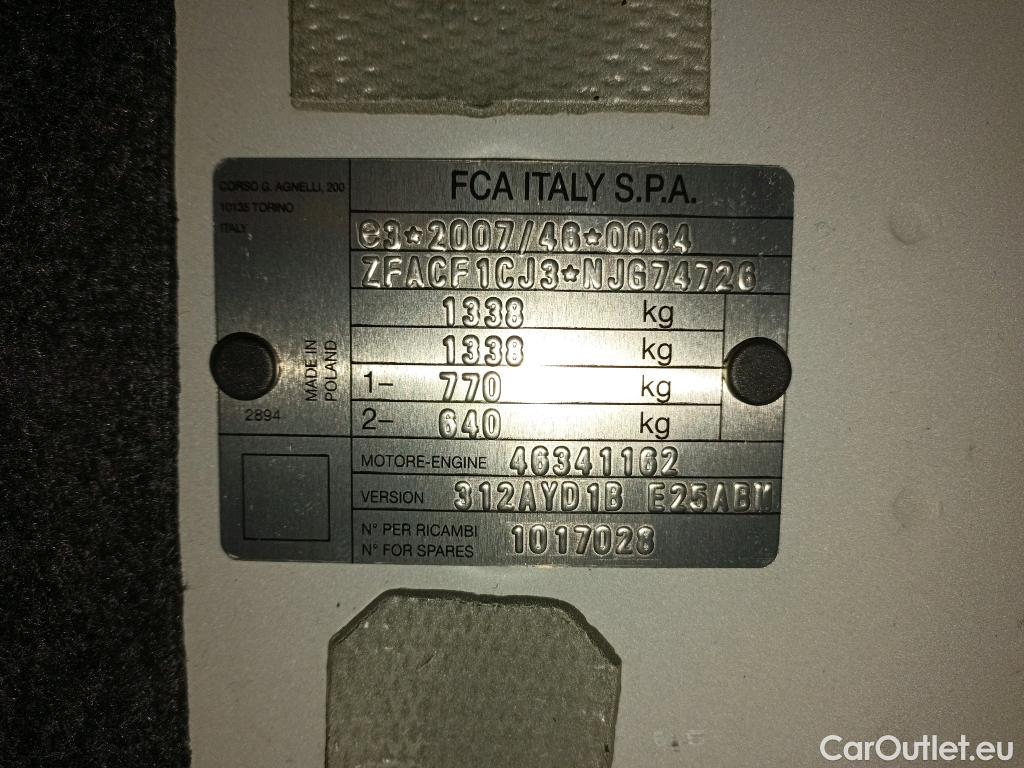 CORSO G. AGNELLI, 200
10135 TORINO
ITALY
MADE IN
POLAND
2894
FCA ITALY S.P.A.
e3*2007/46*0064
ZFACF1CJ3*NJG74726
1338 kg
1338 kg
1– 770 kg
2– 640 kg
MOTORE-ENGINE 46341162
VERSION 312AYD1B E25ABM
N° PER RICAMBI
N° FOR SPARES 1017028
CarOutlet.eu